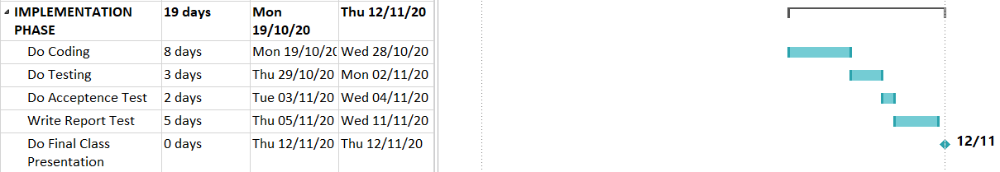 IMPLEMENTATION PHASE 19 days Mon 19/10/20 Thu 12/11/20
Do Coding 8 days Mon 19/10/20 Wed 28/10/20
Do Testing 3 days Thu 29/10/20 Mon 02/11/20
Do Acceptence Test 2 days Tue 03/11/20 Wed 04/11/20
Write Report Test 5 days Thu 05/11/20 Wed 11/11/20
Do Final Class Presentation 0 days Thu 12/11/20 Thu 12/11/20 12/11